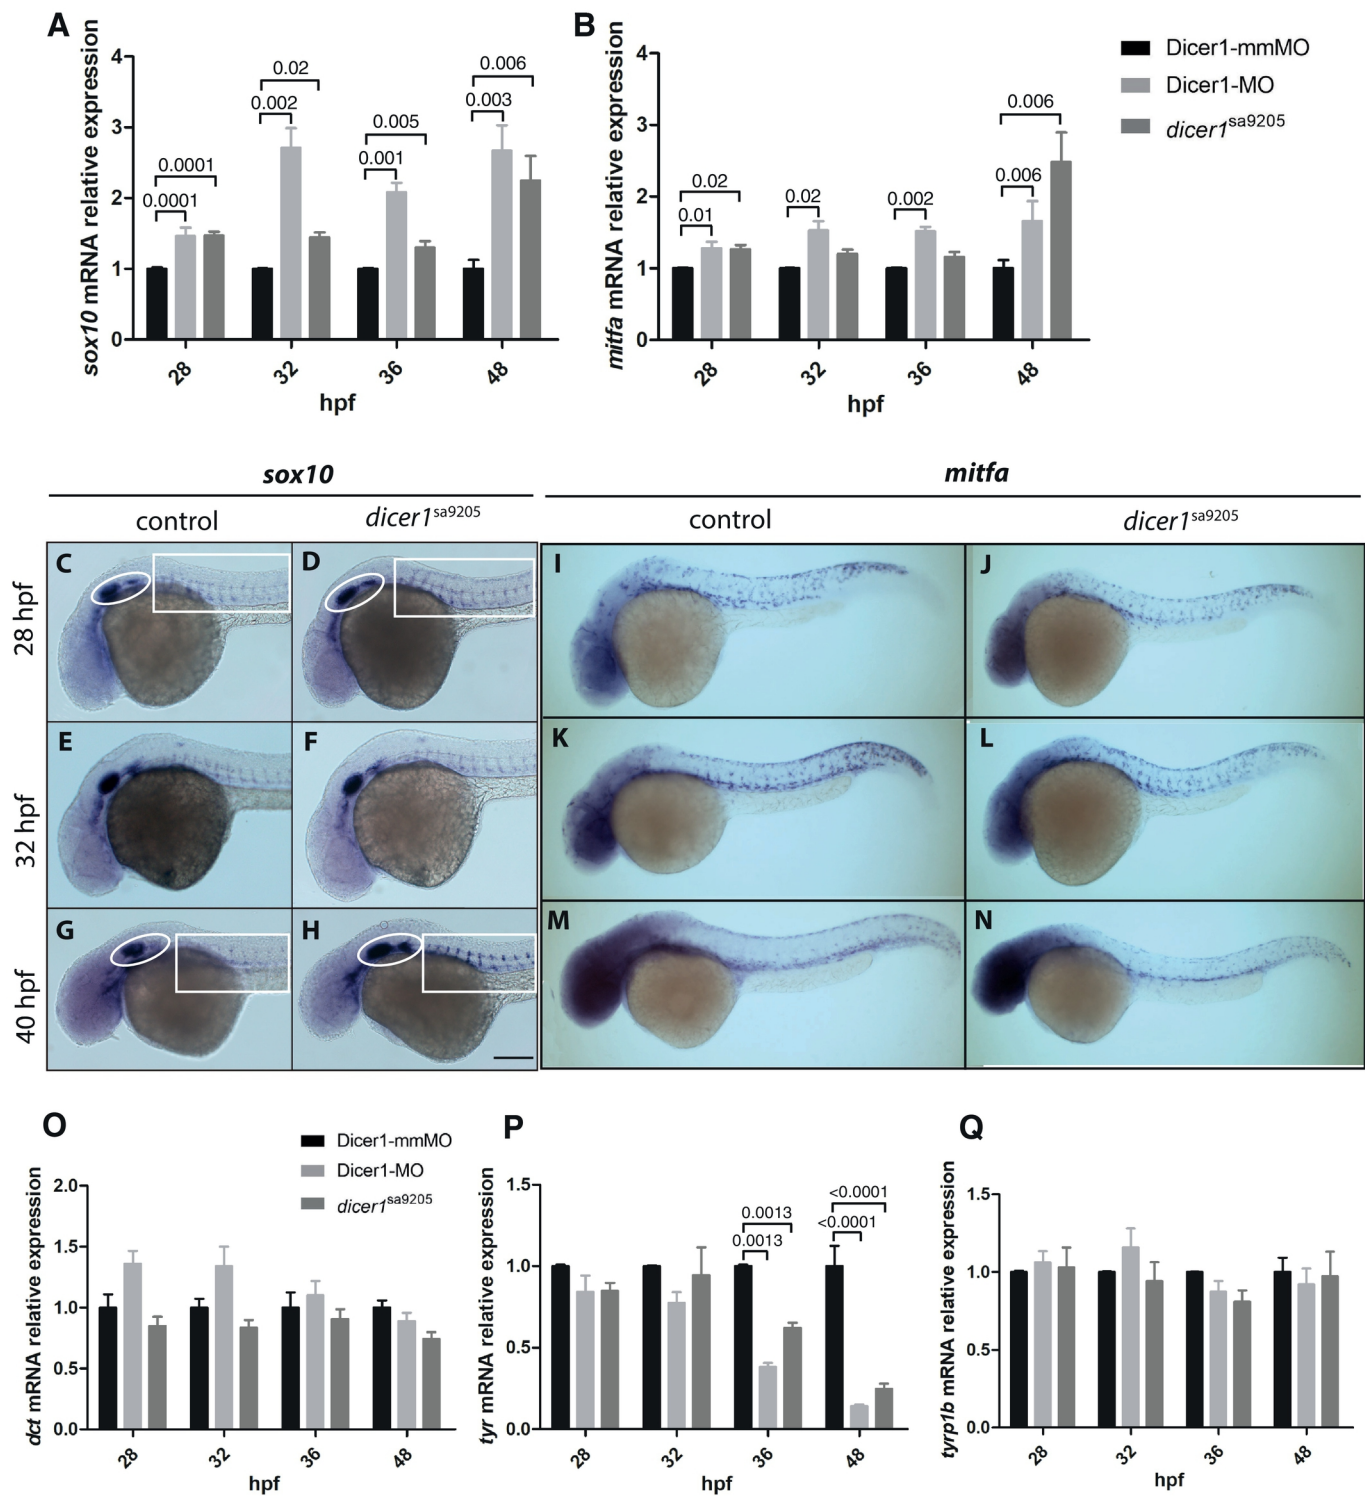 A
sox10 mRNA relative expression
4
3
2
1
0
0.0001
0.0001
0.02
0.002
0.005
0.001
0.006
0.003
28
32
36
48
hpf
B
mitfa mRNA relative expression
4
3
2
1
0
0.02
0.01
0.02
0.002
0.006
0.006
28
32
36
48
hpf
Dicer1-mmMO
Dicer1-MO
dicer1sa9205
sox10
mitfa
control
dicer1sa9205
control
dicer1sa9205
28 hpf
C
D
I
J
32 hpf
E
F
K
L
40 hpf
G
H
M
N
O
Dicer1-mmMO
Dicer1-MO
dicer1sa9205
dct mRNA relative expression
2.0
1.5
1.0
0.5
0.0
28
32
36
48
hpf
P
tyr mRNA relative expression
1.5
1.0
0.5
0.0
0.0013
0.0013
<0.0001
<0.0001
28
32
36
48
hpf
Q
tyrp1b mRNA relative expression
1.5
1.0
0.5
0.0
28
32
36
48
hpf